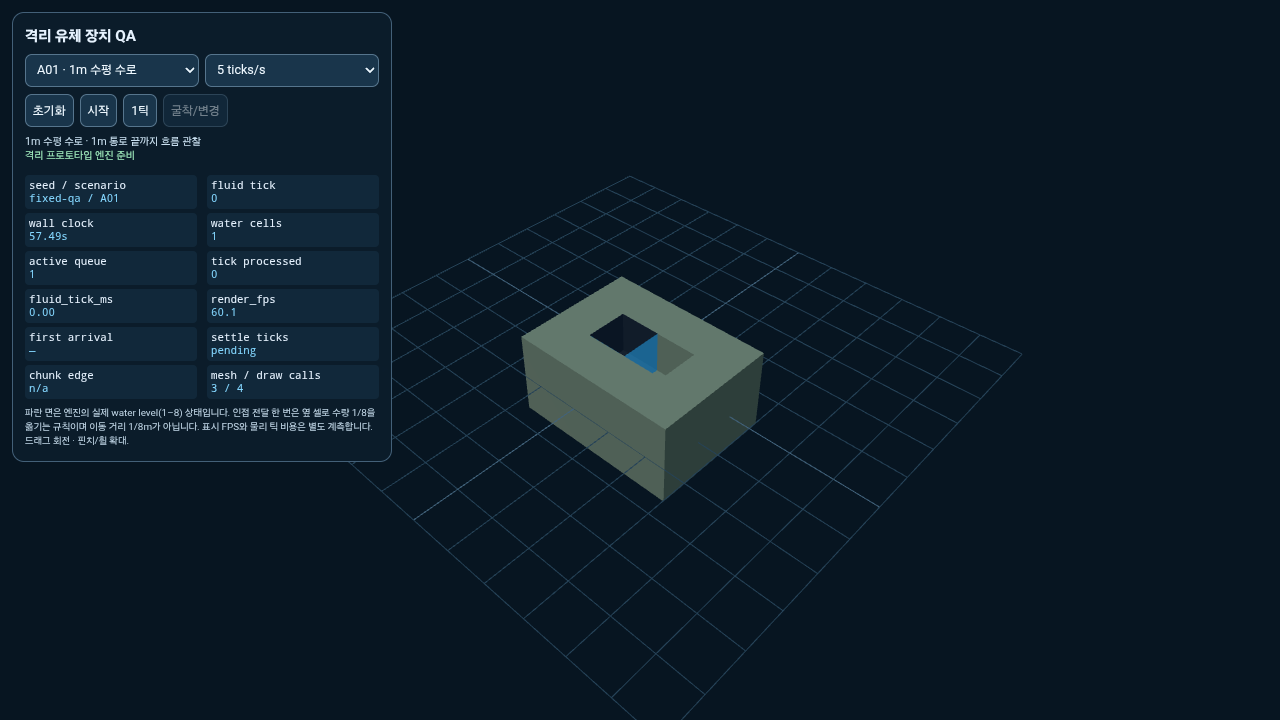 격리 유체 장치 QA
A01 · 1m 수평 수로
5 ticks/s
초기화
시작
1틱
굴착/변경
1m 수평 수로 · 1m 통로 끝까지 흐름 관찰
격리 프로토타입 엔진 준비
seed / scenario
fixed-qa / A01
fluid tick
0
wall clock
57.49s
water cells
1
active queue
1
tick processed
0
fluid_tick_ms
0.00
render_fps
60.1
first arrival
—
settle ticks
pending
chunk edge
n/a
mesh / draw calls
3 / 4
파란 면은 엔진의 실제 water level(1~8) 상태입니다. 인접 전달 한 번은 옆 셀로 수량 1/8을
옮기는 규칙이며 이동 거리 1/8m가 아닙니다. 표시 FPS와 물리 틱 비용은 별도 계측합니다.
드래그 회전 · 핀치/휠 확대.